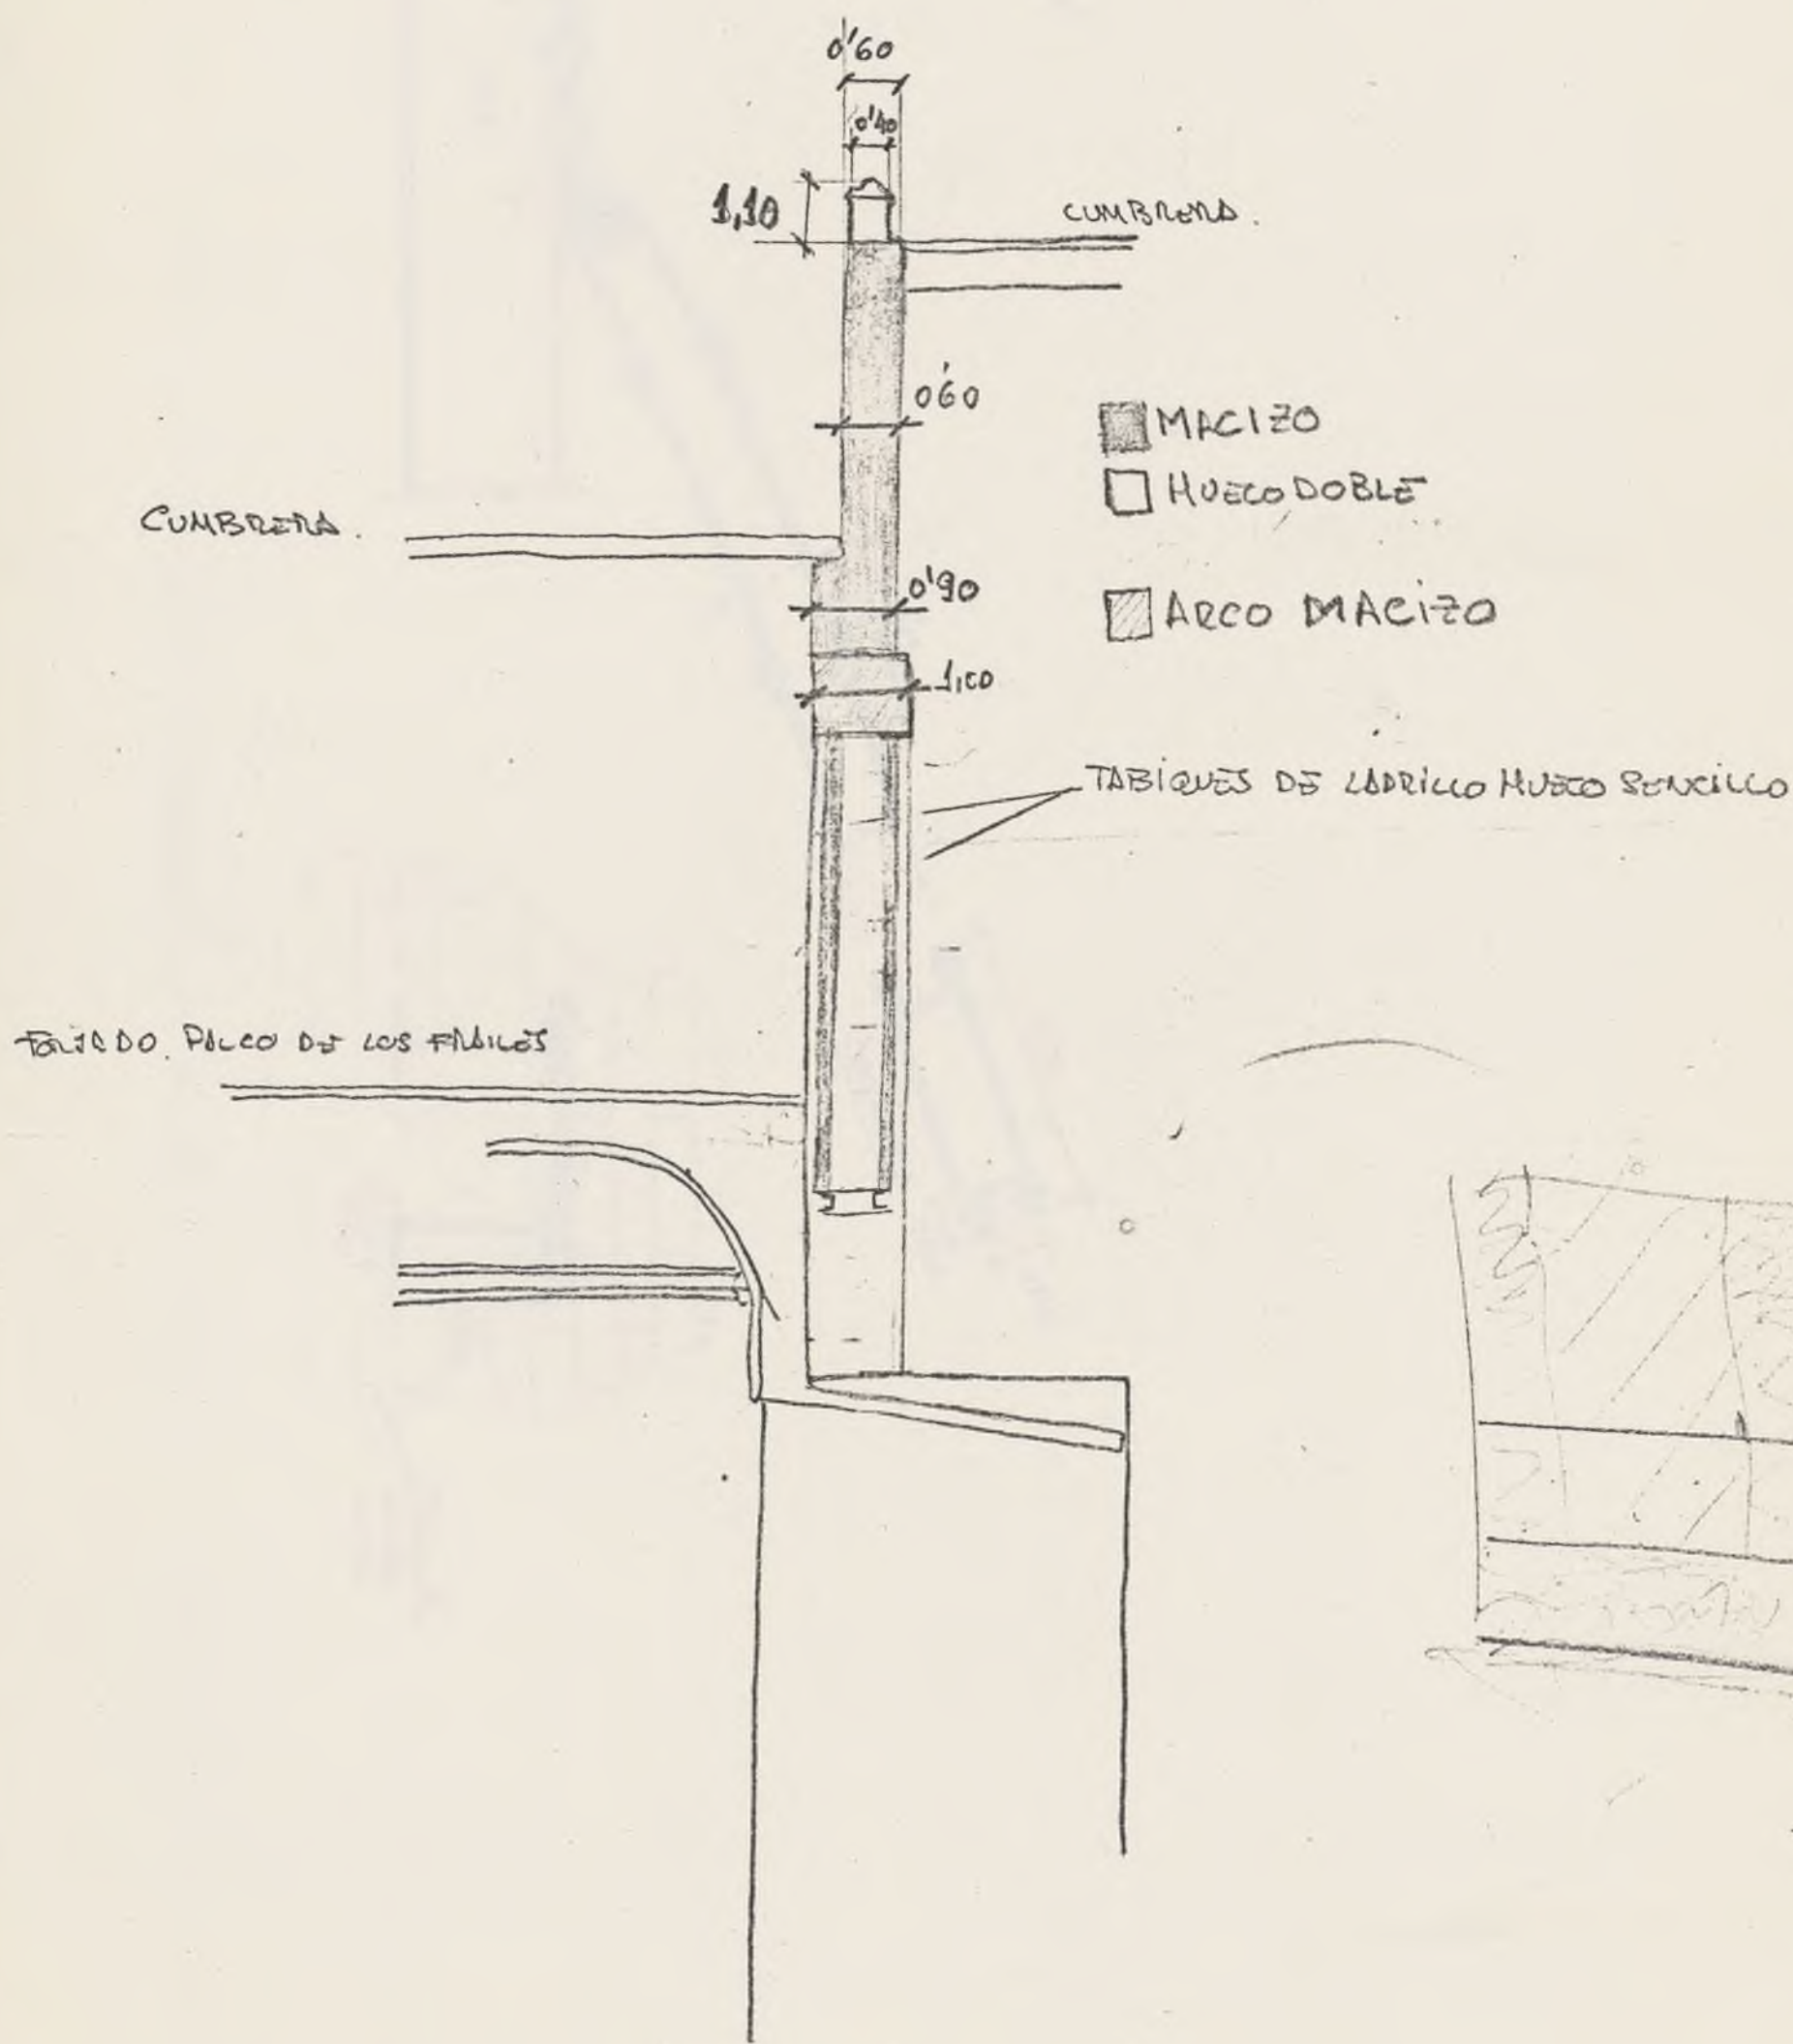 0'60
0'40
1,10
CUMBRERA.
0'60
MACIZO
HUECO DOBLE
CUMBRERA.
0'90
ARCO MACIZO
1,00
TABIQUES DE LADRILLO HUECO SENCILLO
FORJADO. PALCO DE LOS FRAILES